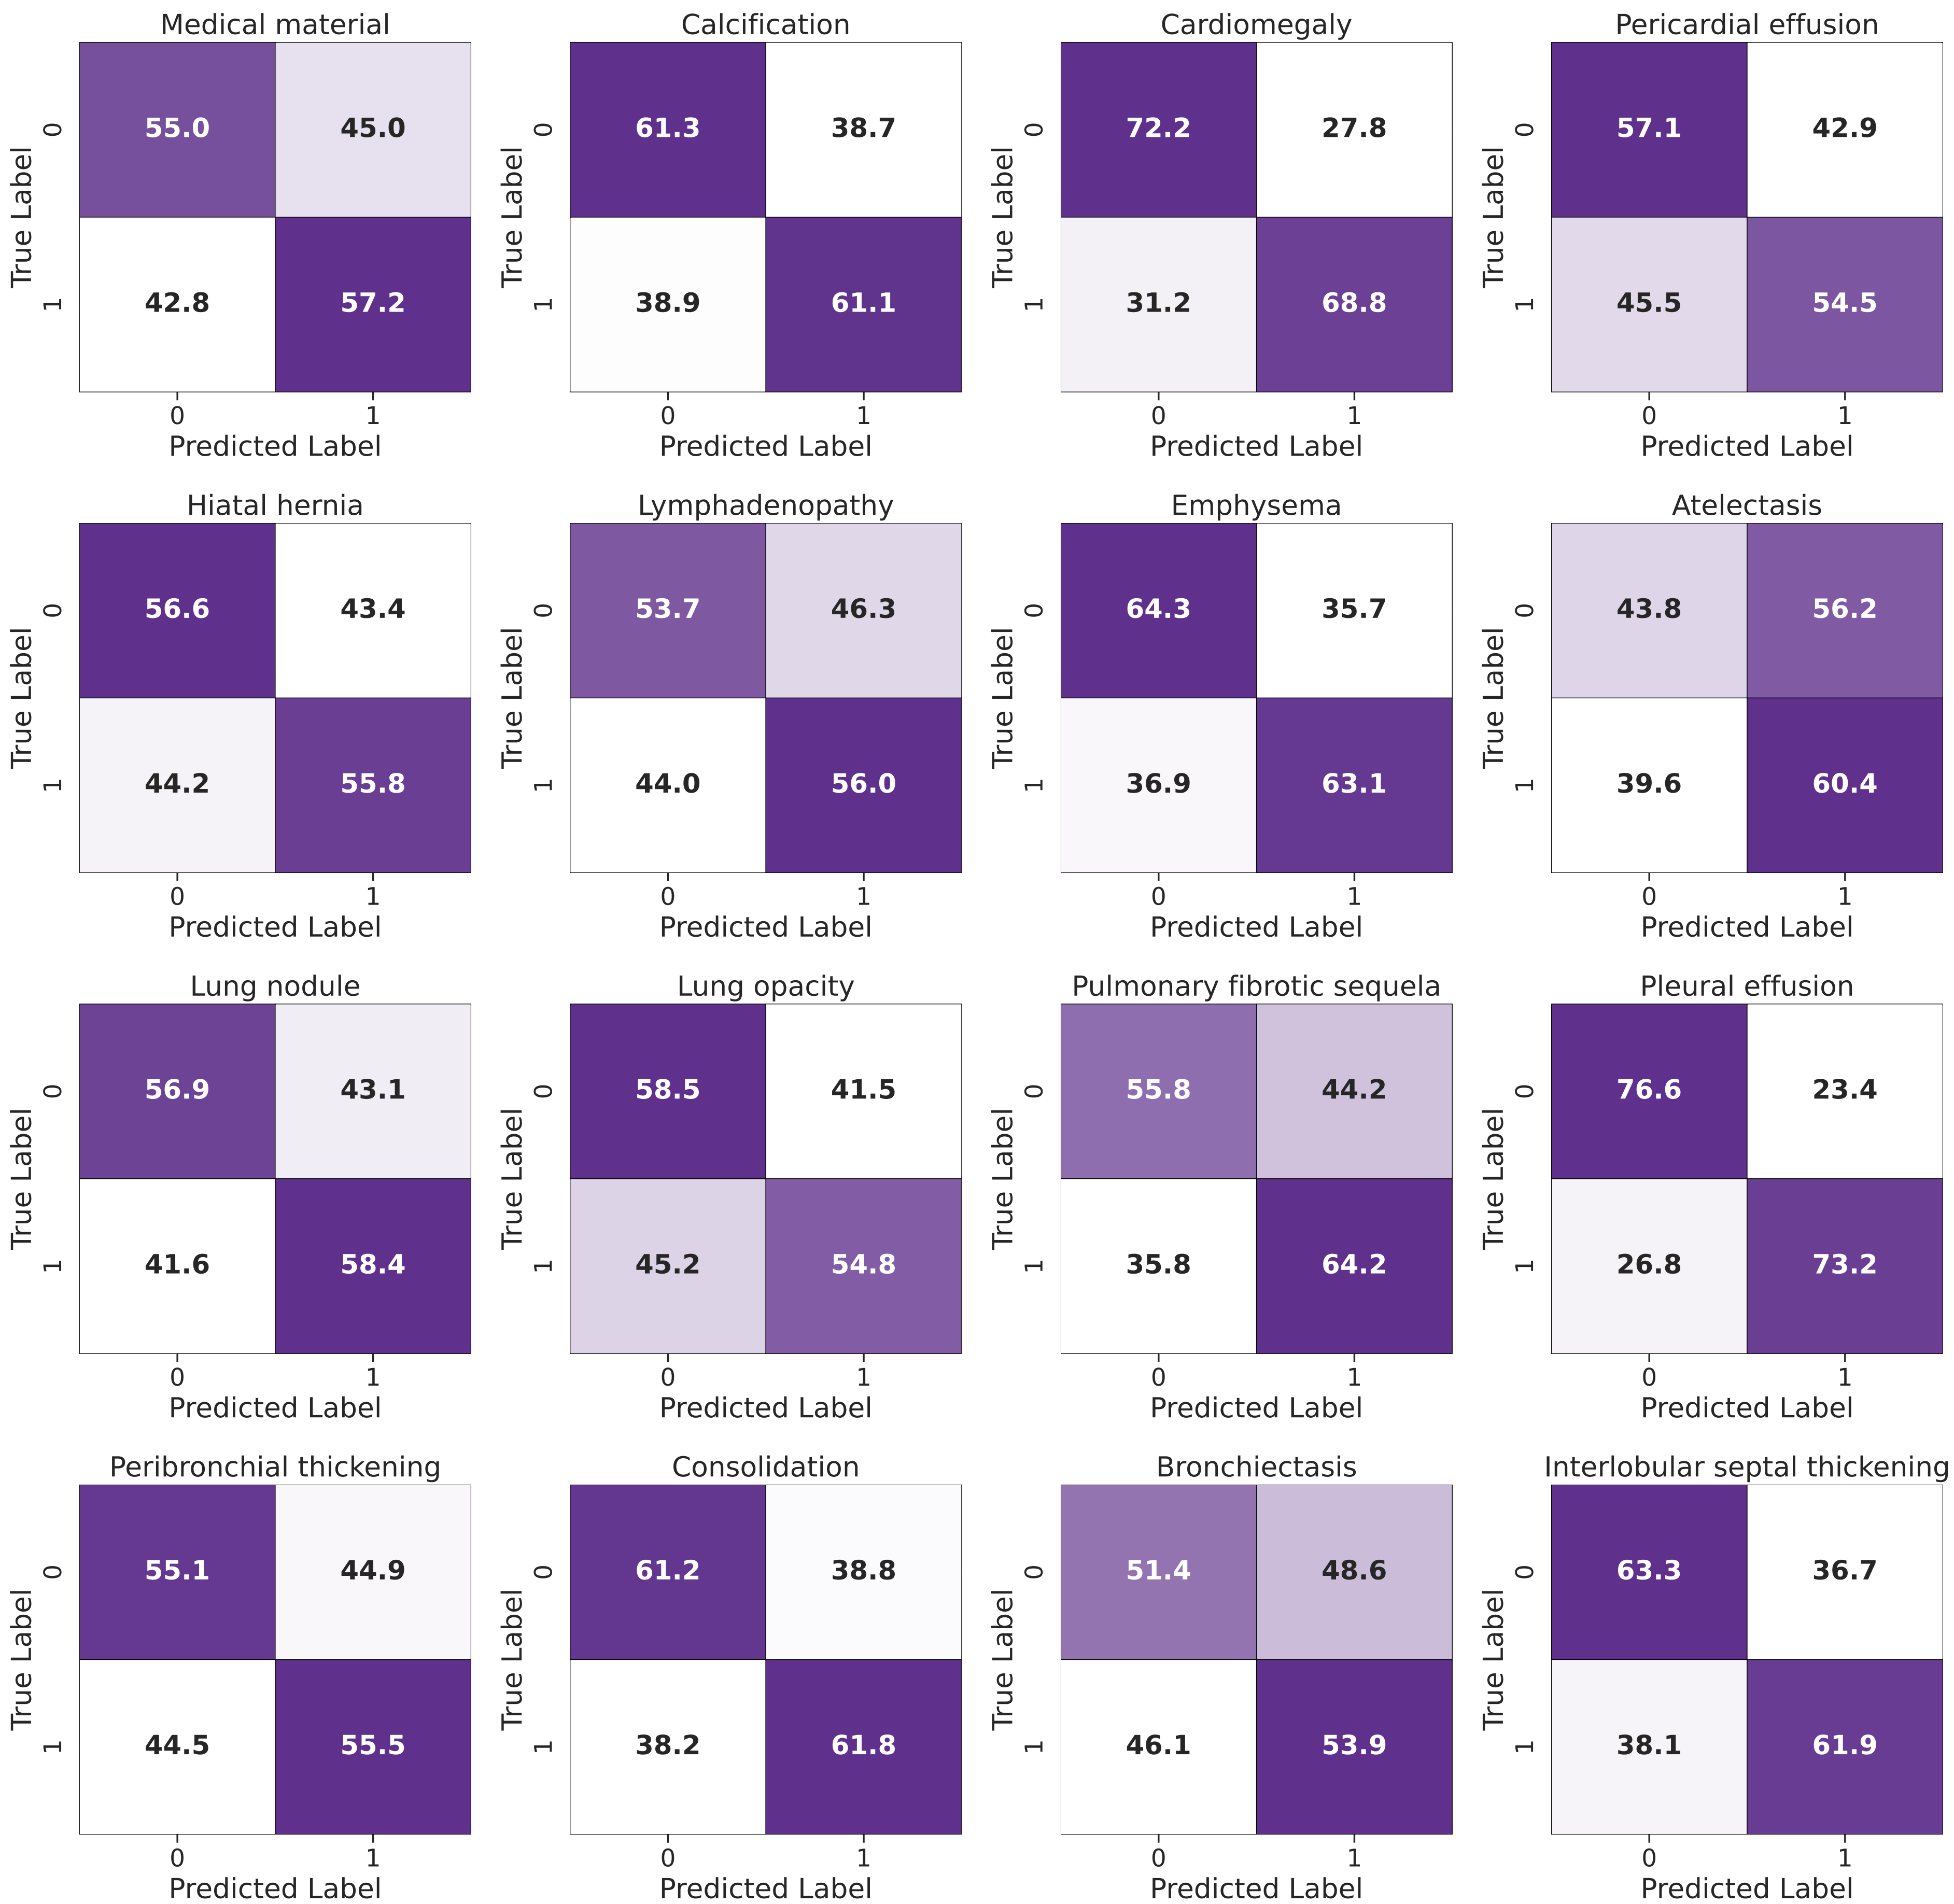 Medical material
True Label
0
55.0 45.0
1
42.8 57.2
0 1
Predicted Label
Calcification
True Label
0
61.3 38.7
1
38.9 61.1
0 1
Predicted Label
Cardiomegaly
True Label
0
72.2 27.8
1
31.2 68.8
0 1
Predicted Label
Pericardial effusion
True Label
0
57.1 42.9
1
45.5 54.5
0 1
Predicted Label
Hiatal hernia
True Label
0
56.6 43.4
1
44.2 55.8
0 1
Predicted Label
Lymphadenopathy
True Label
0
53.7 46.3
1
44.0 56.0
0 1
Predicted Label
Emphysema
True Label
0
64.3 35.7
1
36.9 63.1
0 1
Predicted Label
Atelectasis
True Label
0
43.8 56.2
1
39.6 60.4
0 1
Predicted Label
Lung nodule
True Label
0
56.9 43.1
1
41.6 58.4
0 1
Predicted Label
Lung opacity
True Label
0
58.5 41.5
1
45.2 54.8
0 1
Predicted Label
Pulmonary fibrotic sequela
True Label
0
55.8 44.2
1
35.8 64.2
0 1
Predicted Label
Pleural effusion
True Label
0
76.6 23.4
1
26.8 73.2
0 1
Predicted Label
Peribronchial thickening
True Label
0
55.1 44.9
1
44.5 55.5
0 1
Predicted Label
Consolidation
True Label
0
61.2 38.8
1
38.2 61.8
0 1
Predicted Label
Bronchiectasis
True Label
0
51.4 48.6
1
46.1 53.9
0 1
Predicted Label
Interlobular septal thickening
True Label
0
63.3 36.7
1
38.1 61.9
0 1
Predicted Label